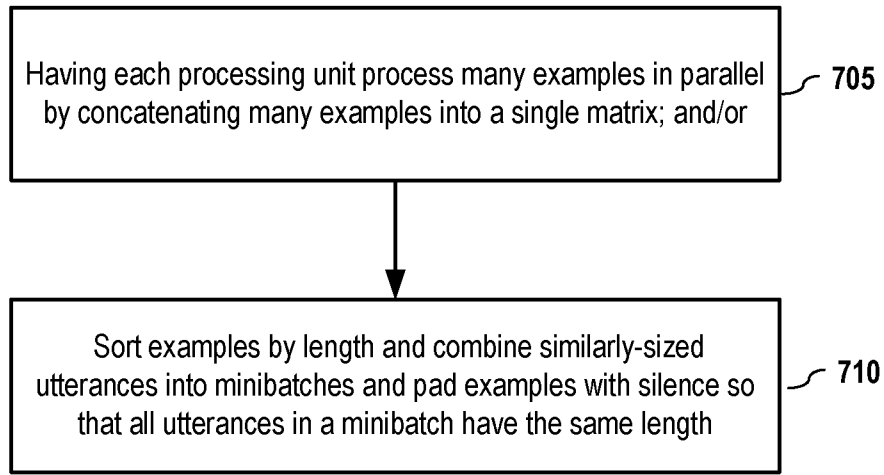 Having each processing unit process many examples in parallel
by concatenating many examples into a single matrix; and/or
705
Sort examples by length and combine similarly-sized
utterances into minibatches and pad examples with silence so
that all utterances in a minibatch have the same length
710